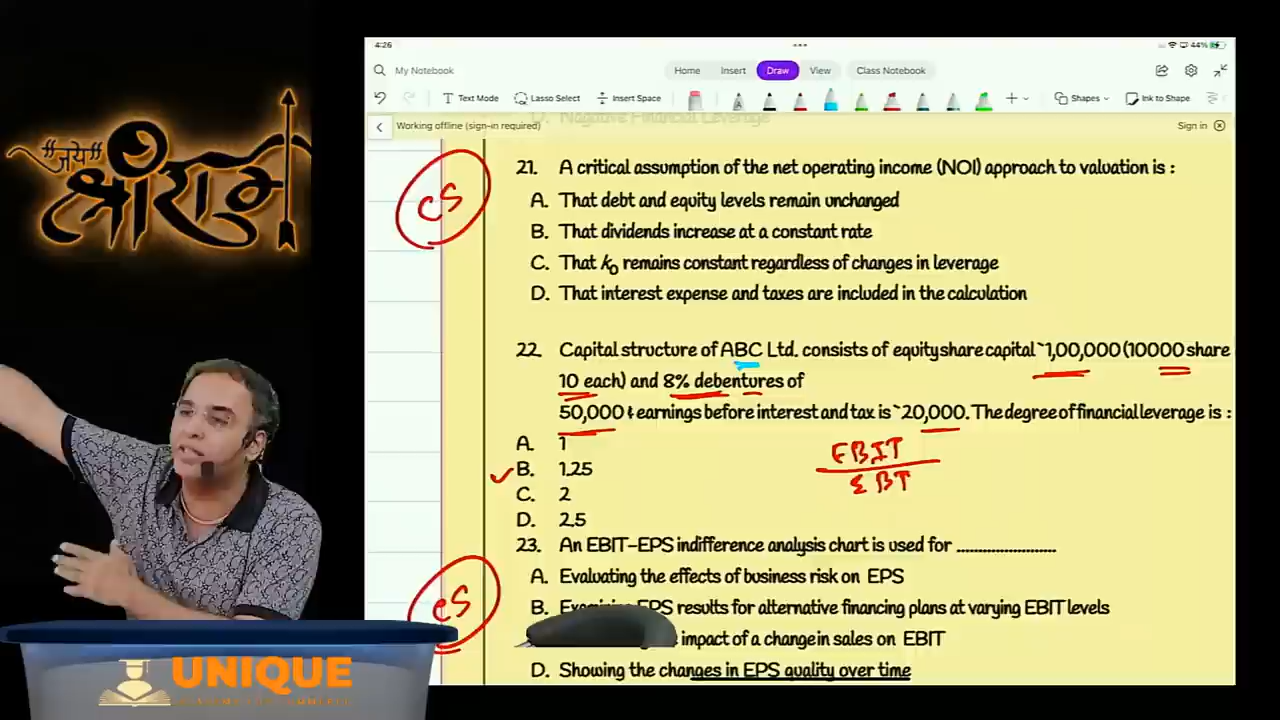 "जय"
श्री राम
4:26
44%
My Notebook
Home Insert Draw View Class Notebook
Text Mode Lasso Select Insert Space Shapes Ink to Shape
Working offline (sign-in required) Sign in
D. Nagative Financial Leverage
CS
21. A critical assumption of the net operating income (NOI) approach to valuation is :
A. That debt and equity levels remain unchanged
B. That dividends increase at a constant rate
C. That k₀ remains constant regardless of changes in leverage
D. That interest expense and taxes are included in the calculation
22. Capital structure of ABC Ltd. consists of equity share capital `1,00,000 (10000 share
10 each) and 8% debentures of
50,000 & earnings before interest and tax is `20,000. The degree of financial leverage is :
A. 1
B. 1.25
C. 2
D. 2.5
EBIT
EBT
23. An EBIT-EPS indifference analysis chart is used for .......................
CS
A. Evaluating the effects of business risk on EPS
B. Examining EPS results for alternative financing plans at varying EBIT levels
impact of a change in sales on EBIT
D. Showing the changes in EPS quality over time
UNIQUE